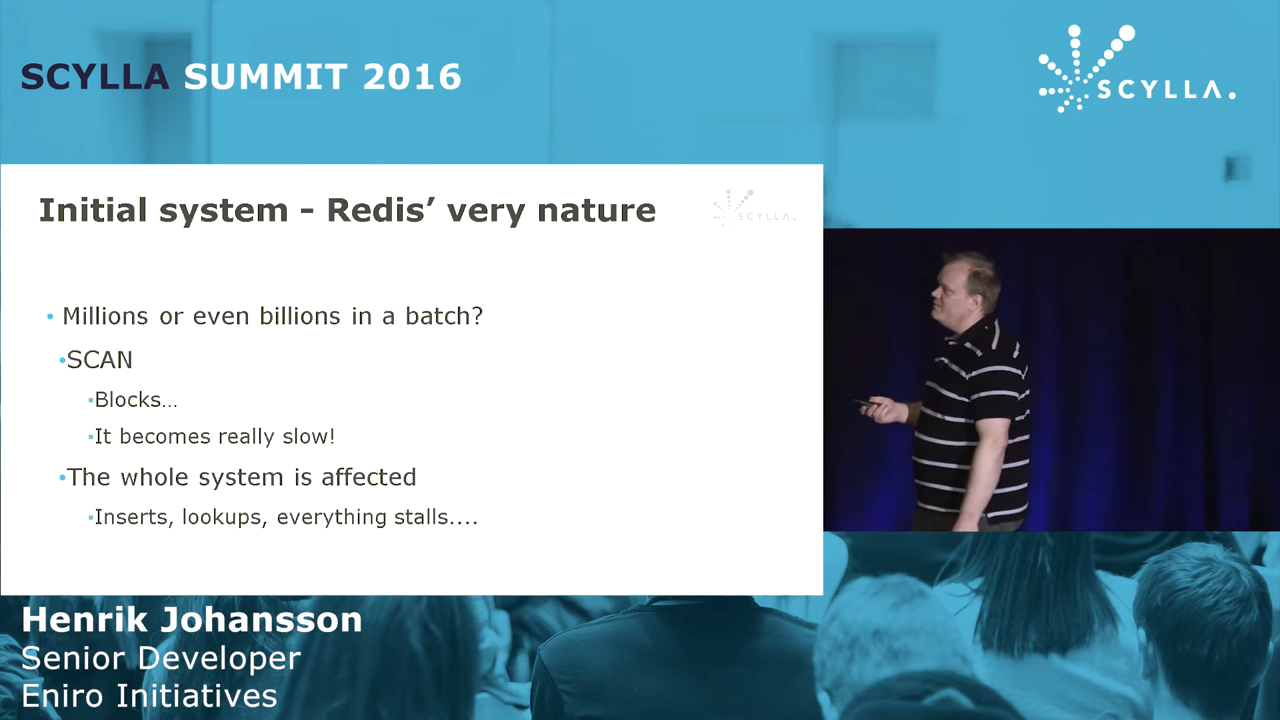 SCYLLA SUMMIT 2016
SCYLLA.
Initial system - Redis’ very nature
SCYLLA.
• Millions or even billions in a batch?
•SCAN
▪Blocks...
▪It becomes really slow!
•The whole system is affected
▪Inserts, lookups, everything stalls....
Henrik Johansson
Senior Developer
Eniro Initiatives